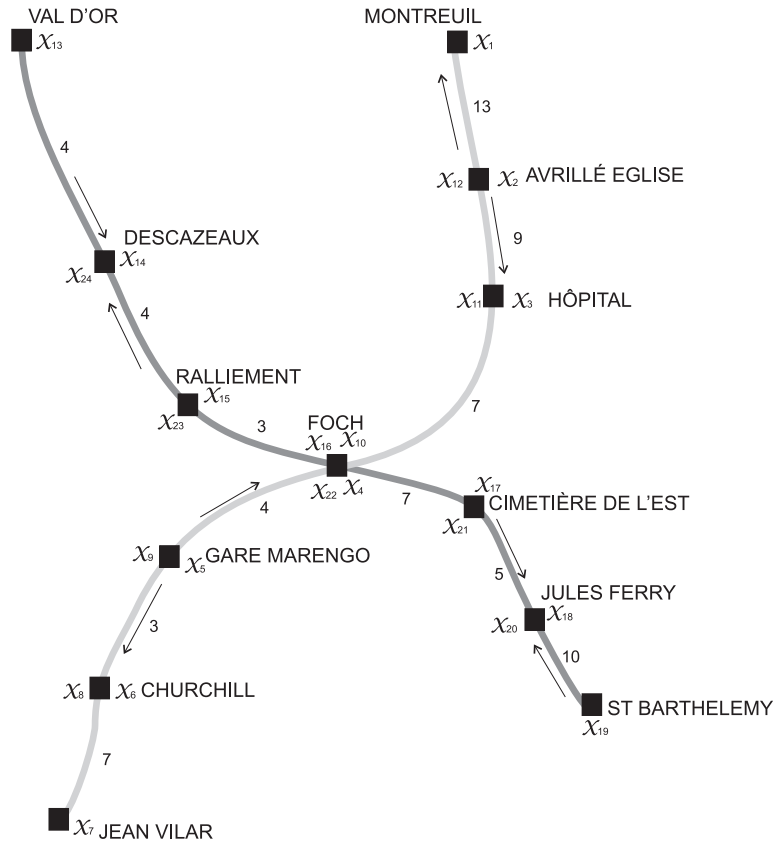 VAL D'OR
MONTREUIL
X13
X1
13
4
X12 X2 AVRILLÉ EGLISE
DESCAZEAUX
9
X24 X14
X11 X3 HÔPITAL
4
RALLIEMENT
X23 X15
FOCH
3
7
X16 X10
X22 X4
7
X17
CIMETIÈRE DE L'EST
X21
4
X9 X5 GARE MARENGO
5
JULES FERRY
X20 X18
3
10
X8 X6 CHURCHILL
ST BARTHELEMY
X19
7
X7 JEAN VILAR